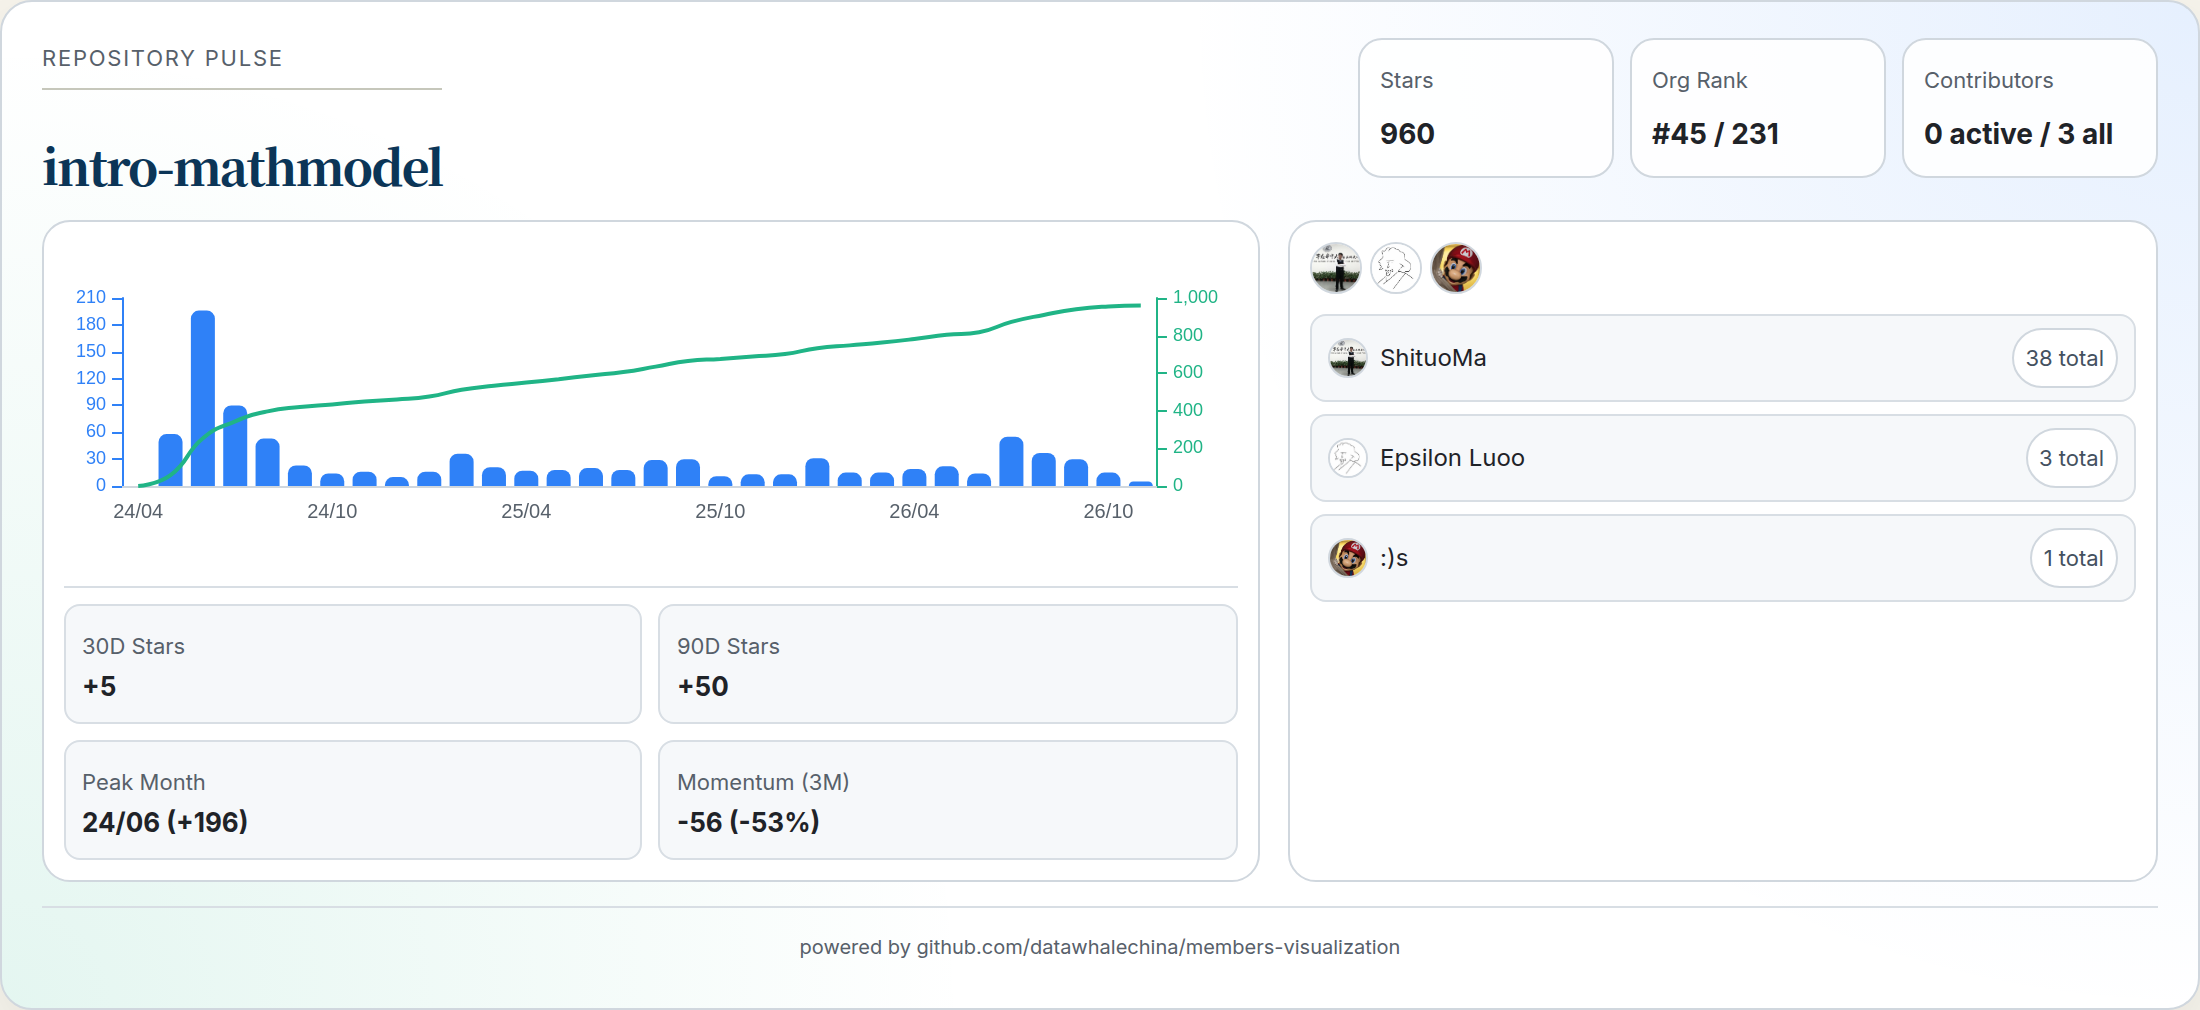 REPOSITORY PULSE
intro-mathmodel
Stars
960
Org Rank
#45 / 231
Contributors
0 active / 3 all
210
180
150
120
90
60
30
0
1,000
800
600
400
200
0
24/04
24/10
25/04
25/10
26/04
26/10
30D Stars
+5
90D Stars
+50
Peak Month
24/06 (+196)
Momentum (3M)
-56 (-53%)
ShituoMa
38 total
Epsilon Luoo
3 total
:)s
1 total
powered by github.com/datawhalechina/members-visualization